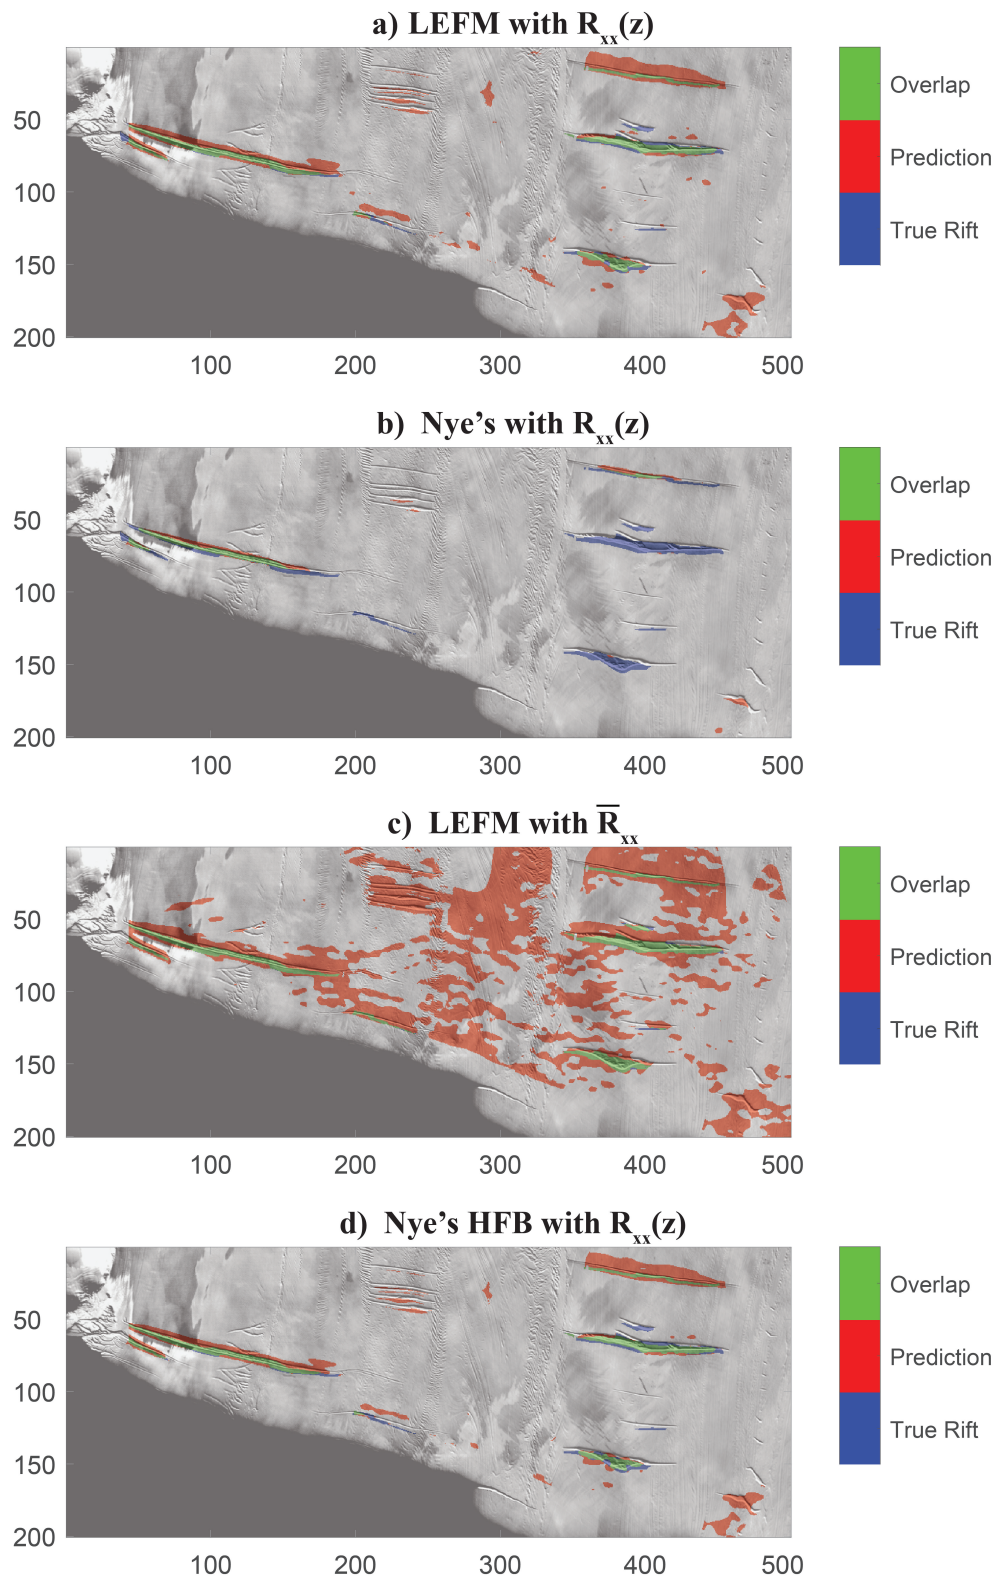 a) LEFM with Rxx(z)
50
100
150
200
100 200 300 400 500
Overlap
Prediction
True Rift
b) Nye's with Rxx(z)
50
100
150
200
100 200 300 400 500
Overlap
Prediction
True Rift
c) LEFM with R̅xx
50
100
150
200
100 200 300 400 500
Overlap
Prediction
True Rift
d) Nye's HFB with Rxx(z)
50
100
150
200
100 200 300 400 500
Overlap
Prediction
True Rift